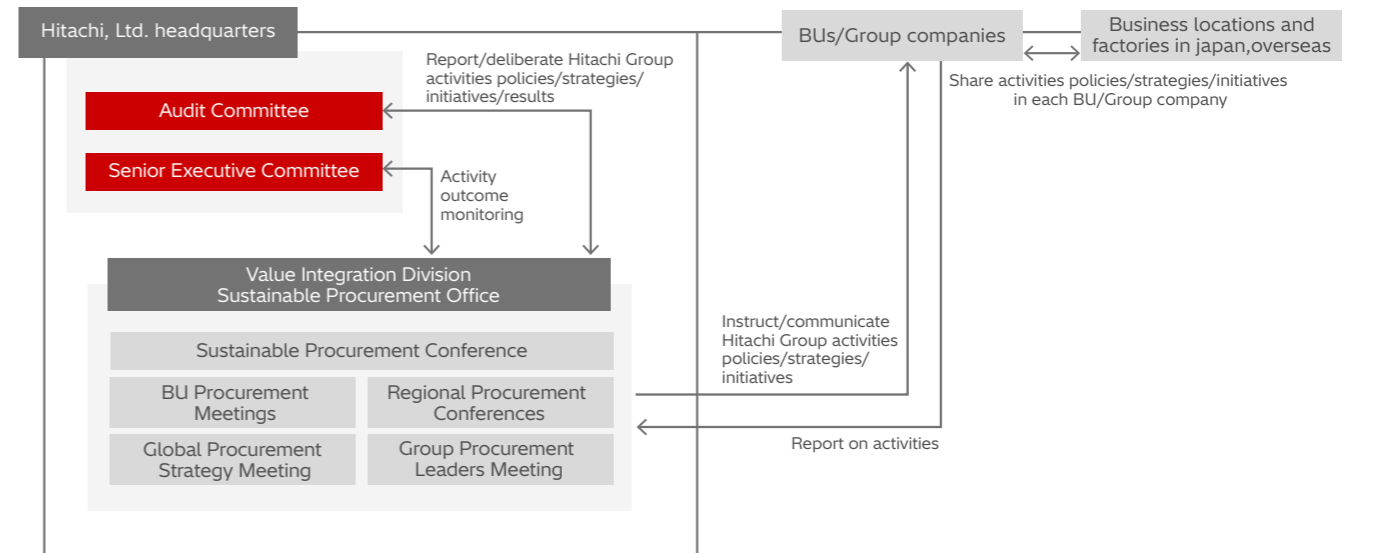 Hitachi, Ltd. headquarters
Audit Committee
Senior Executive Committee
Report/deliberate Hitachi Group
activities policies/strategies/
initiatives/results
Activity
outcome
monitoring
Value Integration Division
Sustainable Procurement Office
Sustainable Procurement Conference
BU Procurement
Meetings
Regional Procurement
Conferences
Global Procurement
Strategy Meeting
Group Procurement
Leaders Meeting
BUs/Group companies
Business locations and
factories in japan,overseas
Share activities policies/strategies/initiatives
in each BU/Group company
Instruct/communicate
Hitachi Group activities
policies/strategies/
initiatives
Report on activities